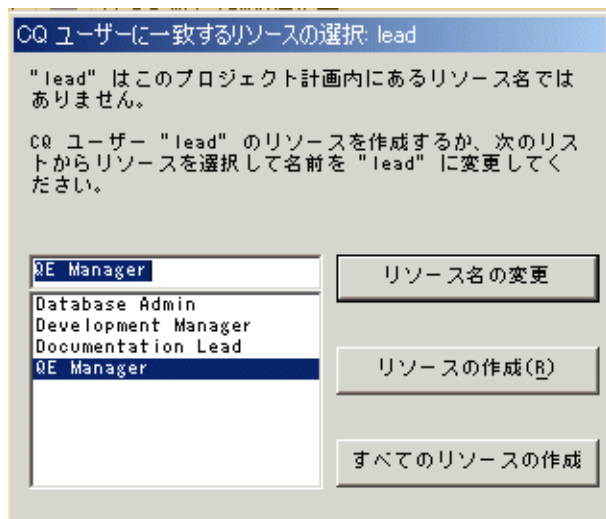 CQ ユーザーに一致するリソースの選択: lead
"lead" はこのプロジェクト計画内にあるリソース名では
ありません。
CQ ユーザー "lead" のリソースを作成するか、次のリス
トからリソースを選択して名前を "lead" に変更してく
ださい。
QE Manager
リソース名の変更
Database Admin
Development Manager
Documentation Lead
QE Manager
リソースの作成(R)
すべてのリソースの作成